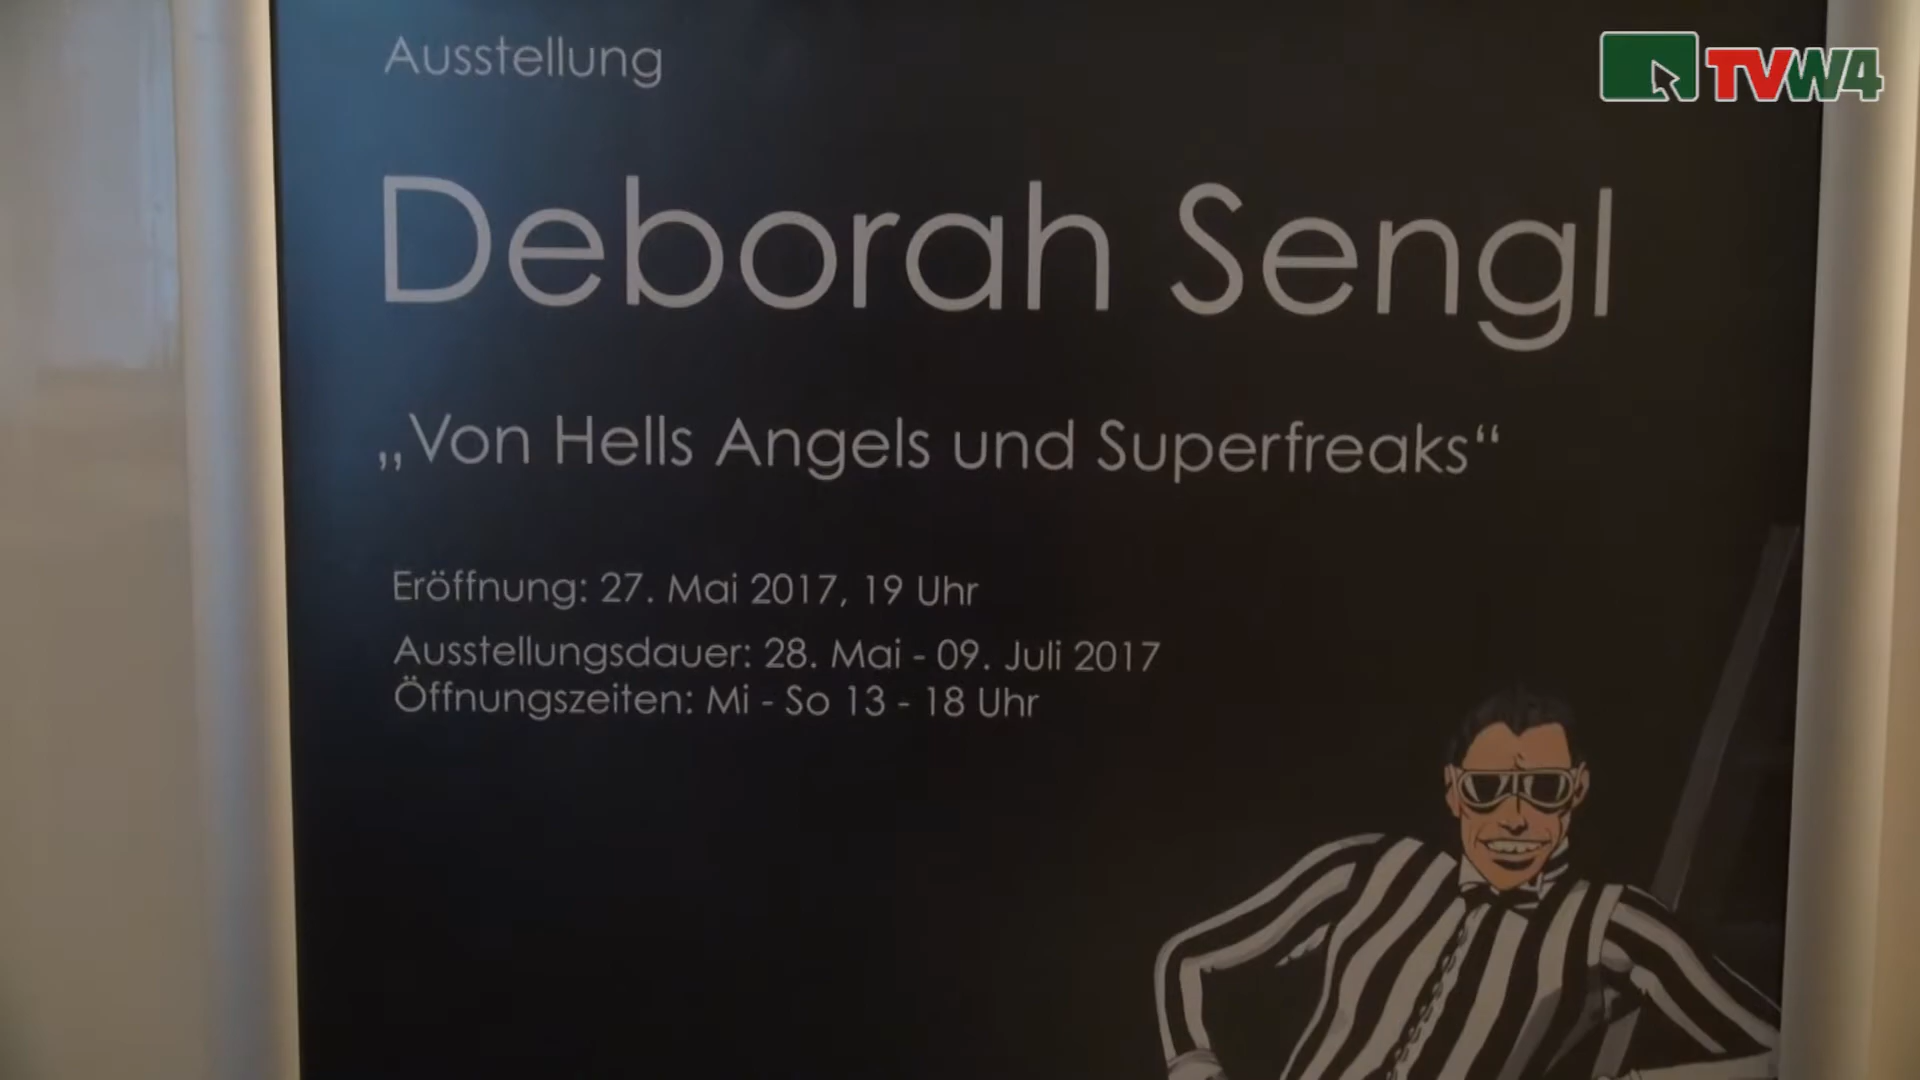 Ausstellung
TVW4
Deborah Sengl
„Von Hells Angels und Superfreaks“
Eröffnung: 27. Mai 2017, 19 Uhr
Ausstellungsdauer: 28. Mai - 09. Juli 2017
Öffnungszeiten: Mi - So 13 - 18 Uhr